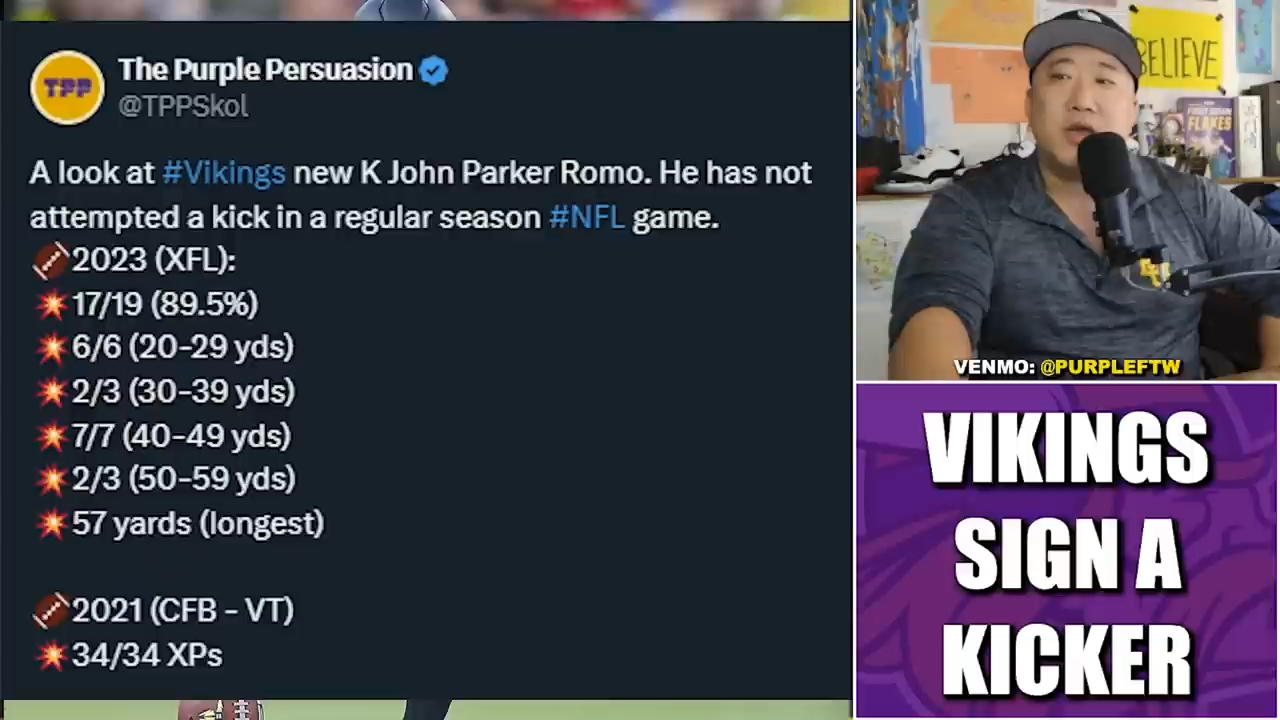 TPP
The Purple Persuasion
@TPPSkol
A look at #Vikings new K John Parker Romo. He has not
attempted a kick in a regular season #NFL game.
🏈2023 (XFL):
💥17/19 (89.5%)
💥6/6 (20-29 yds)
💥2/3 (30-39 yds)
💥7/7 (40-49 yds)
💥2/3 (50-59 yds)
💥57 yards (longest)
🏈2021 (CFB - VT)
💥34/34 XPs
BELIEVE
FLAKES
VENMO: @PURPLEFTW
VIKINGS
SIGN A
KICKER